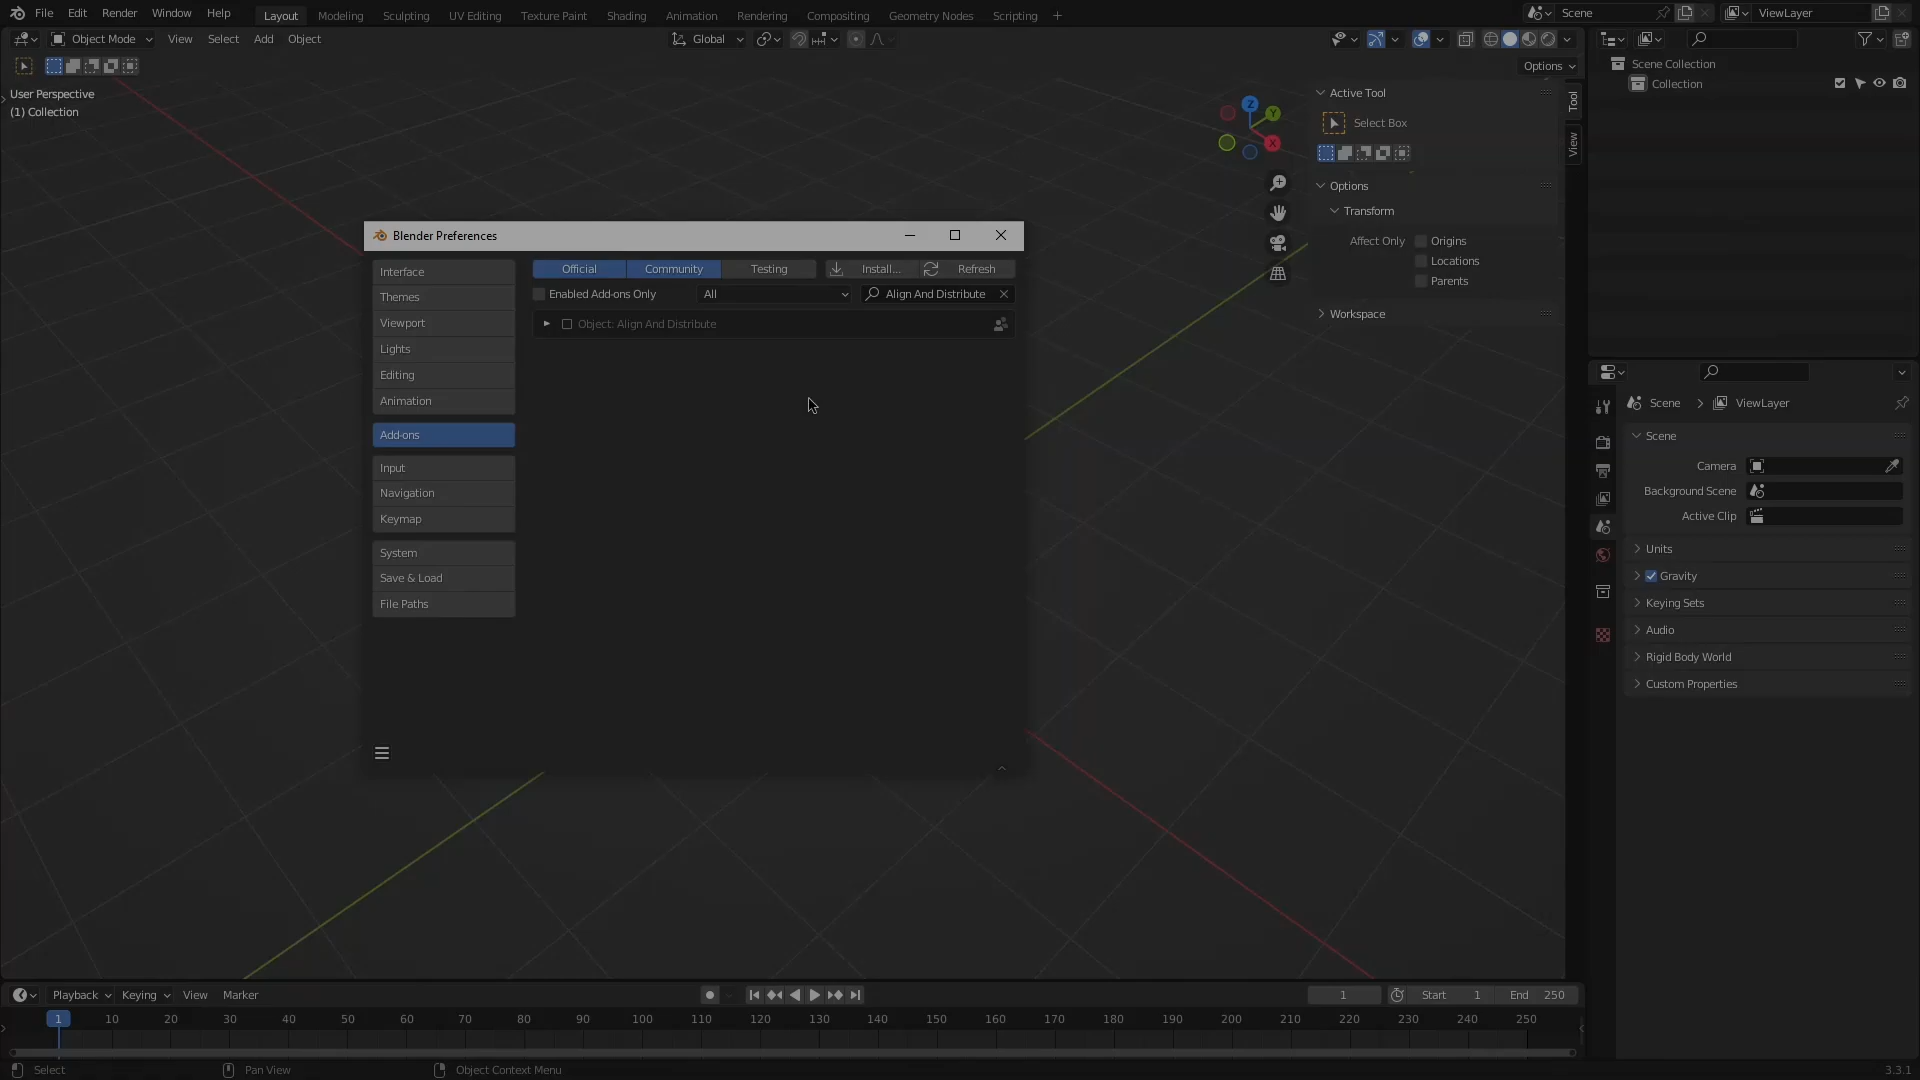 File Edit Render Window Help Layout Modeling Sculpting UV Editing Texture Paint Shading Animation Rendering Compositing Geometry Nodes Scripting + Scene ViewLayer
Object Mode View Select Add Object Global
Options
User Perspective
(1) Collection
Z
Y
X
Active Tool
Select Box
Options
Transform
Affect Only Origins
Locations
Parents
Workspace
Tool
View
Scene Collection
Collection
Blender Preferences
Interface
Themes
Viewport
Lights
Editing
Animation
Add-ons
Input
Navigation
Keymap
System
Save & Load
File Paths
Official Community Testing Install... Refresh
Enabled Add-ons Only All Align And Distribute
Object: Align And Distribute
Scene ViewLayer
Scene
Camera
Background Scene
Active Clip
Units
Gravity
Keying Sets
Audio
Rigid Body World
Custom Properties
Playback Keying View Marker 1 Start 1 End 250
1 10 20 30 40 50 60 70 80 90 100 110 120 130 140 150 160 170 180 190 200 210 220 230 240 250
Select Pan View Object Context Menu 3.3.1